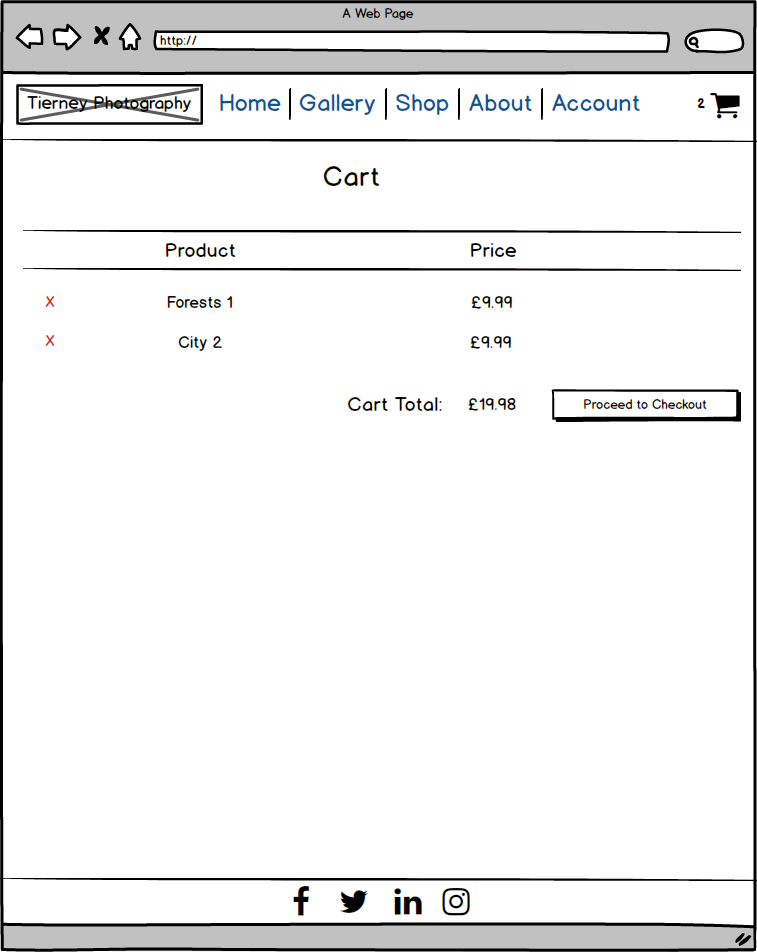 A Web Page
http://
Tierney Photography Home Gallery Shop About Account 2
Cart
Product Price
X Forests 1 £9.99
X City 2 £9.99
Cart Total: £19.98 Proceed to Checkout